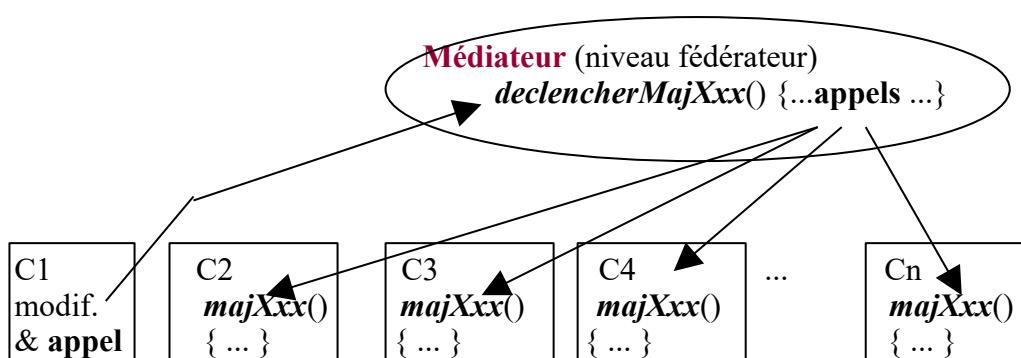 Médiateur (niveau fédérateur)
declencherMajXxx() {...appels ...}
C1
modif.
& appel
C2
majXxx()
{ ... }
C3
majXxx()
{ ... }
C4
majXxx()
{ ... }
...
Cn
majXxx()
{ ... }